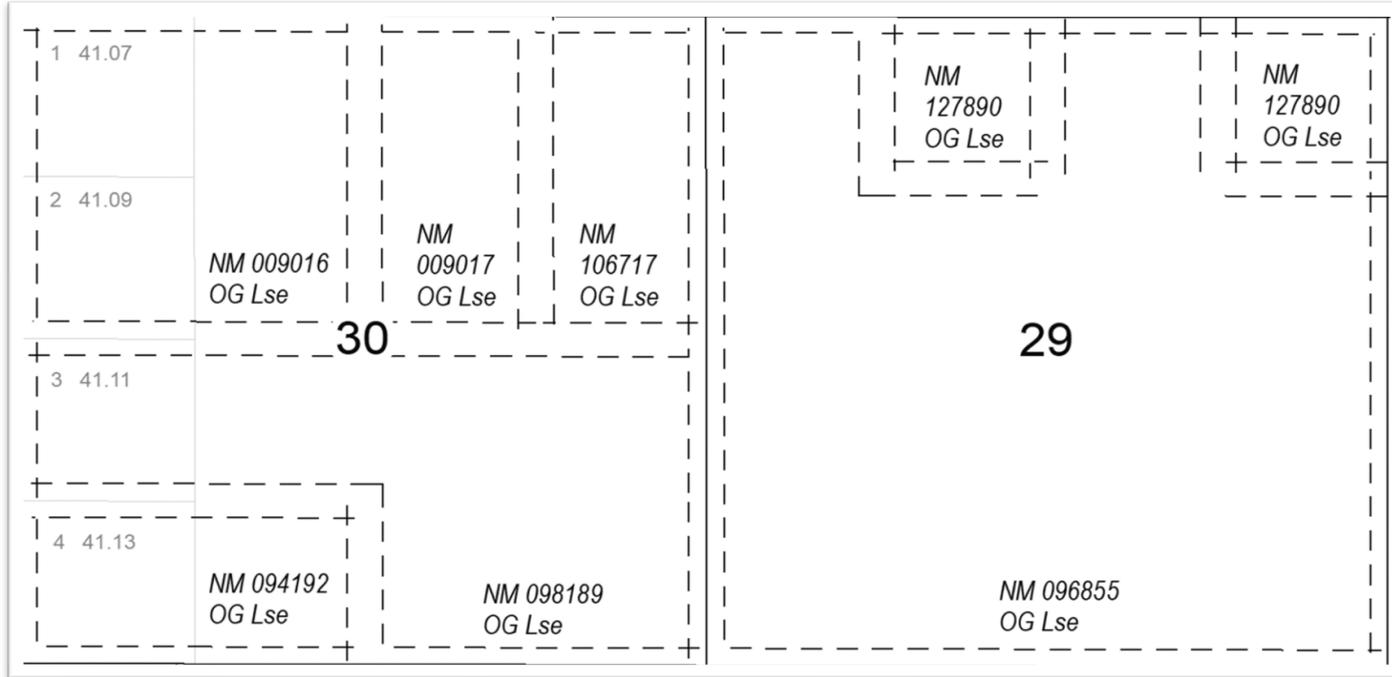 1 41.07
2 41.09
NM 009016
OG Lse
NM
009017
OG Lse
NM
106717
OG Lse
30
3 41.11
4 41.13
NM 094192
OG Lse
NM 098189
OG Lse
NM
127890
OG Lse
NM
127890
OG Lse
29
NM 096855
OG Lse